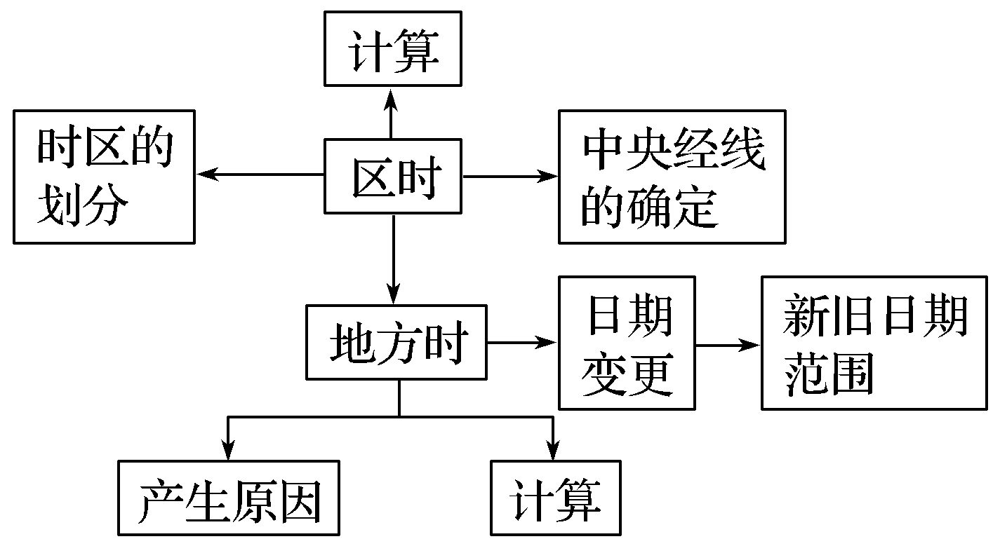 计算
时区的
划分
区时
中央经线
的确定
地方时
日期
变更
新旧日期
范围
产生原因
计算